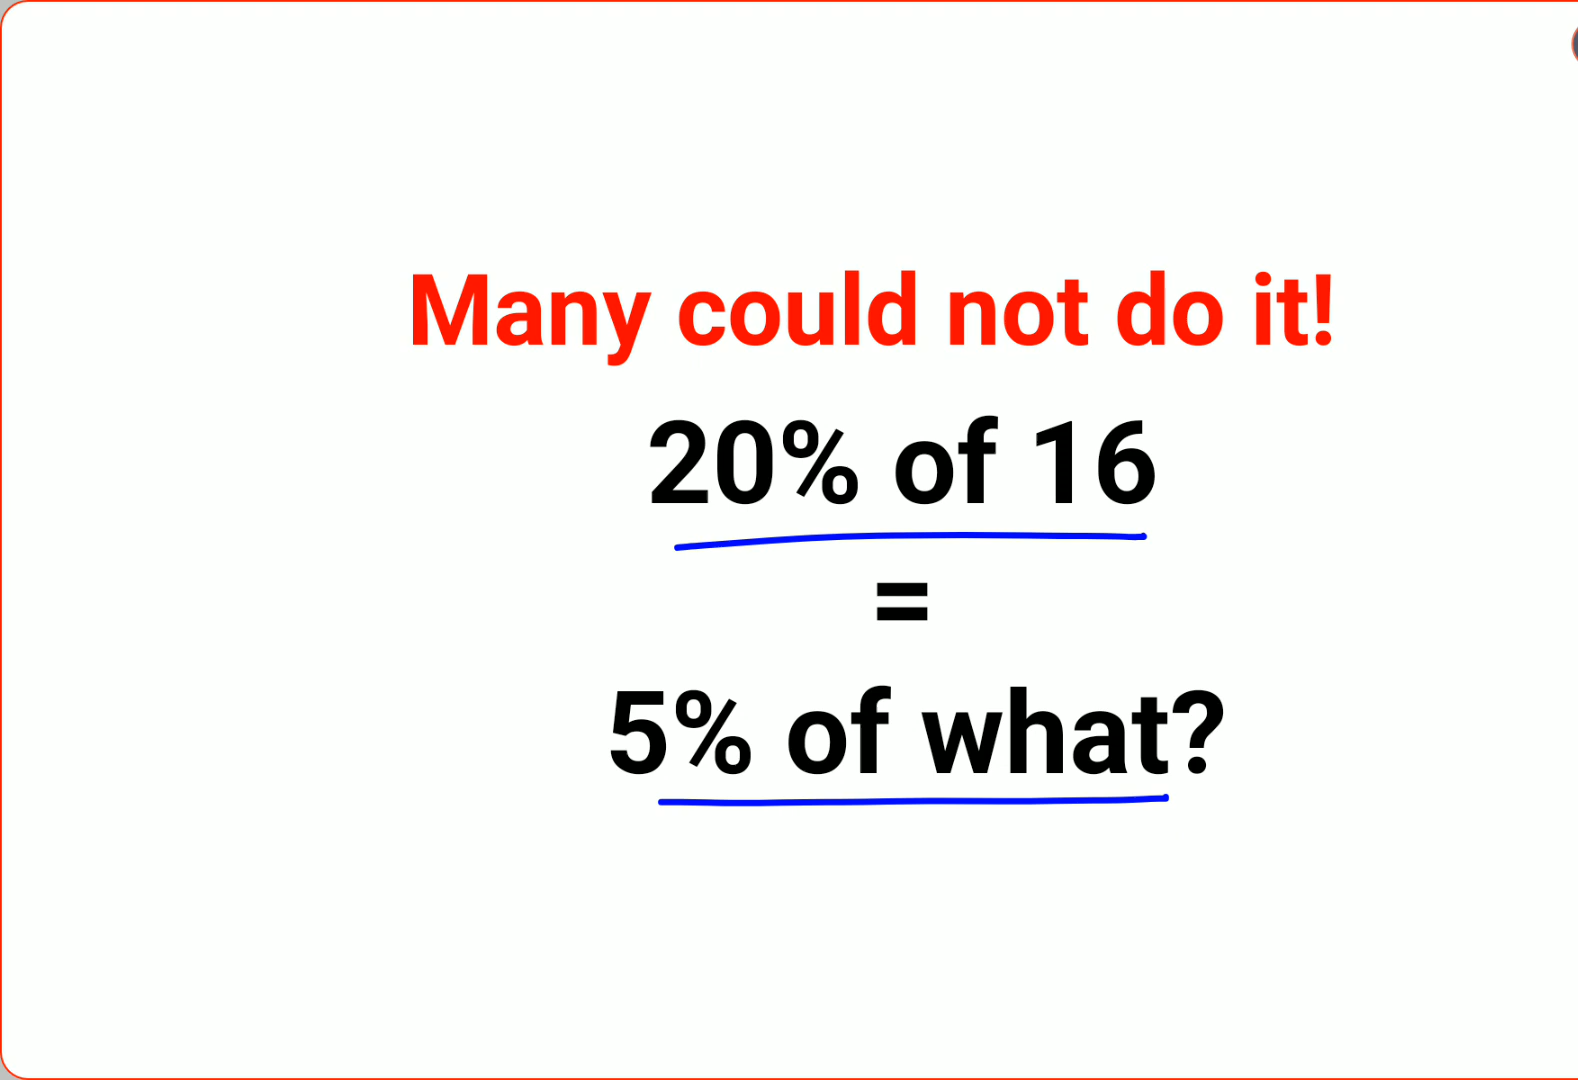 Many could not do it!
20% of 16
=
5% of what?